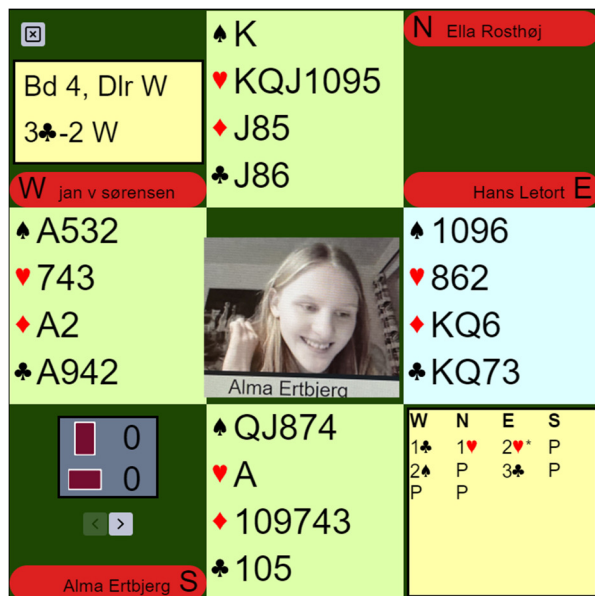 Bd 4, Dlr W
3♣-2 W
♠K
♥KQJ1095
♦J85
♣J86
N Ella Rosthøj
W jan v sørensen
Hans Letort E
♠A532
♥743
♦A2
♣A942
Alma Ertbjerg
♠1096
♥862
♦KQ6
♣KQ73
0
0
< >
Alma Ertbjerg S
♠QJ874
♥A
♦109743
♣105
W N E S
1♣ 1♥ 2♥* P
2♠ P 3♣ P
P P